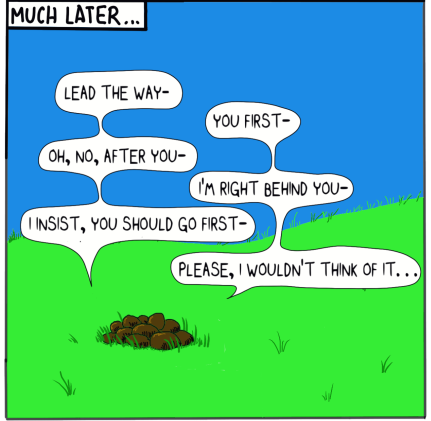 MUCH LATER...
LEAD THE WAY-
YOU FIRST-
OH, NO, AFTER YOU-
I'M RIGHT BEHIND YOU-
I INSIST, YOU SHOULD GO FIRST-
PLEASE, I WOULDN'T THINK OF IT...